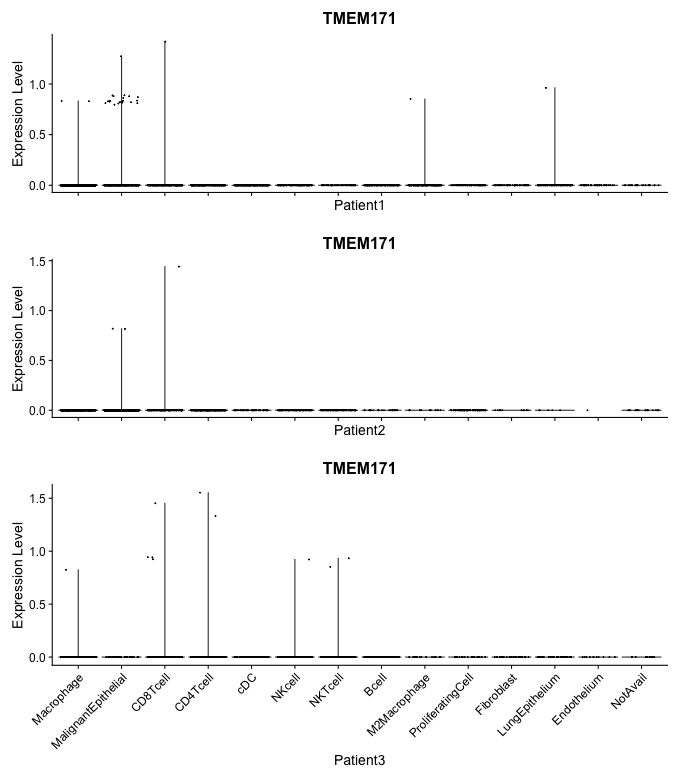 TMEM171
Expression Level
1.0
0.5
0.0
Patient1
TMEM171
Expression Level
1.5
1.0
0.5
0.0
Patient2
TMEM171
Expression Level
1.5
1.0
0.5
0.0
Macrophage
MalignantEpithelial
CD8Tcell
CD4Tcell
cDC
NKcell
NKTcell
Bcell
M2Macrophage
ProliferatingCell
Fibroblast
LungEpithelium
Endothelium
NotAvail
Patient3